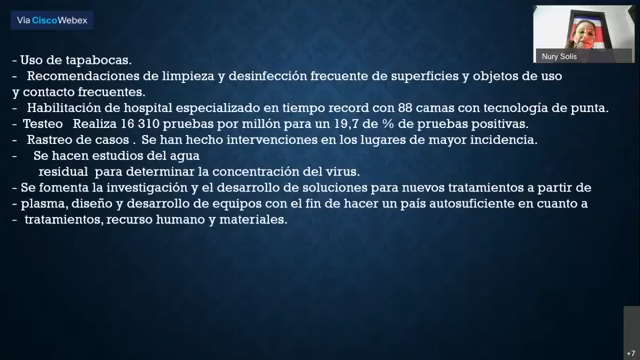 Via Cisco Webex
Nury Solís
- Uso de tapabocas.
- Recomendaciones de limpieza y desinfección frecuente de superficies y objetos de uso
y contacto frecuentes.
- Habilitación de hospital especializado en tiempo record con 88 camas con tecnología de punta.
- Testeo Realiza 16 310 pruebas por millón para un 19,7 de % de pruebas positivas.
- Rastreo de casos . Se han hecho intervenciones en los lugares de mayor incidencia.
- Se hacen estudios del agua
residual para determinar la concentración del virus.
- Se fomenta la investigación y el desarrollo de soluciones para nuevos tratamientos a partir de
- plasma, diseño y desarrollo de equipos con el fin de hacer un país autosuficiente en cuanto a
- tratamientos, recurso humano y materiales.
+7